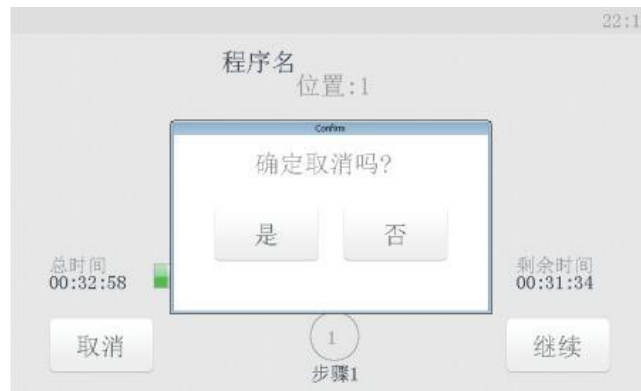 22:1
程序名
位置:1
Confirm
确定取消吗?
是
否
总时间
00:32:58
剩余时间
00:31:34
取消
1
步骤1
继续